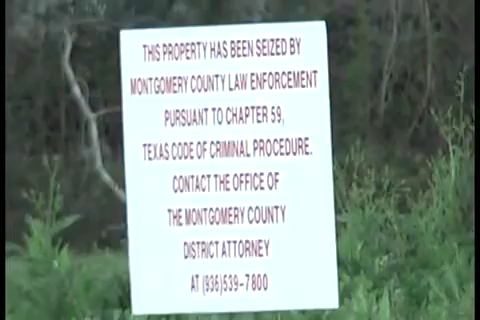 THIS PROPERTY HAS BEEN SEIZED BY
MONTGOMERY COUNTY LAW ENFORCEMENT
PURSUANT TO CHAPTER 59,
TEXAS CODE OF CRIMINAL PROCEDURE.
CONTACT THE OFFICE OF
THE MONTGOMERY COUNTY
DISTRICT ATTORNEY
AT (936)539-7800